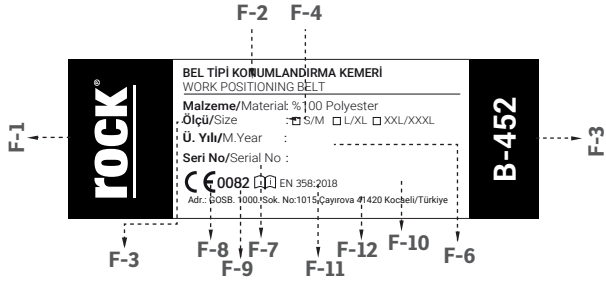 F-2
F-4
F-1
rock®
BEL TİPİ KONUMLANDIRMA KEMERİ
WORK POSITIONING BELT
Malzeme/Material: %100 Polyester
Ölçü/Size : S/M L/XL XXL/XXXL
Ü. Yılı/M.Year :
Seri No/Serial No :
CE 0082 EN 358:2018
Adr.: GOSB. 1000. Sok. No:1015 Çayırova 41420 Kocaeli/Türkiye
B-452
F-3
F-3
F-8
F-9
F-7
F-11
F-12
F-10
F-6